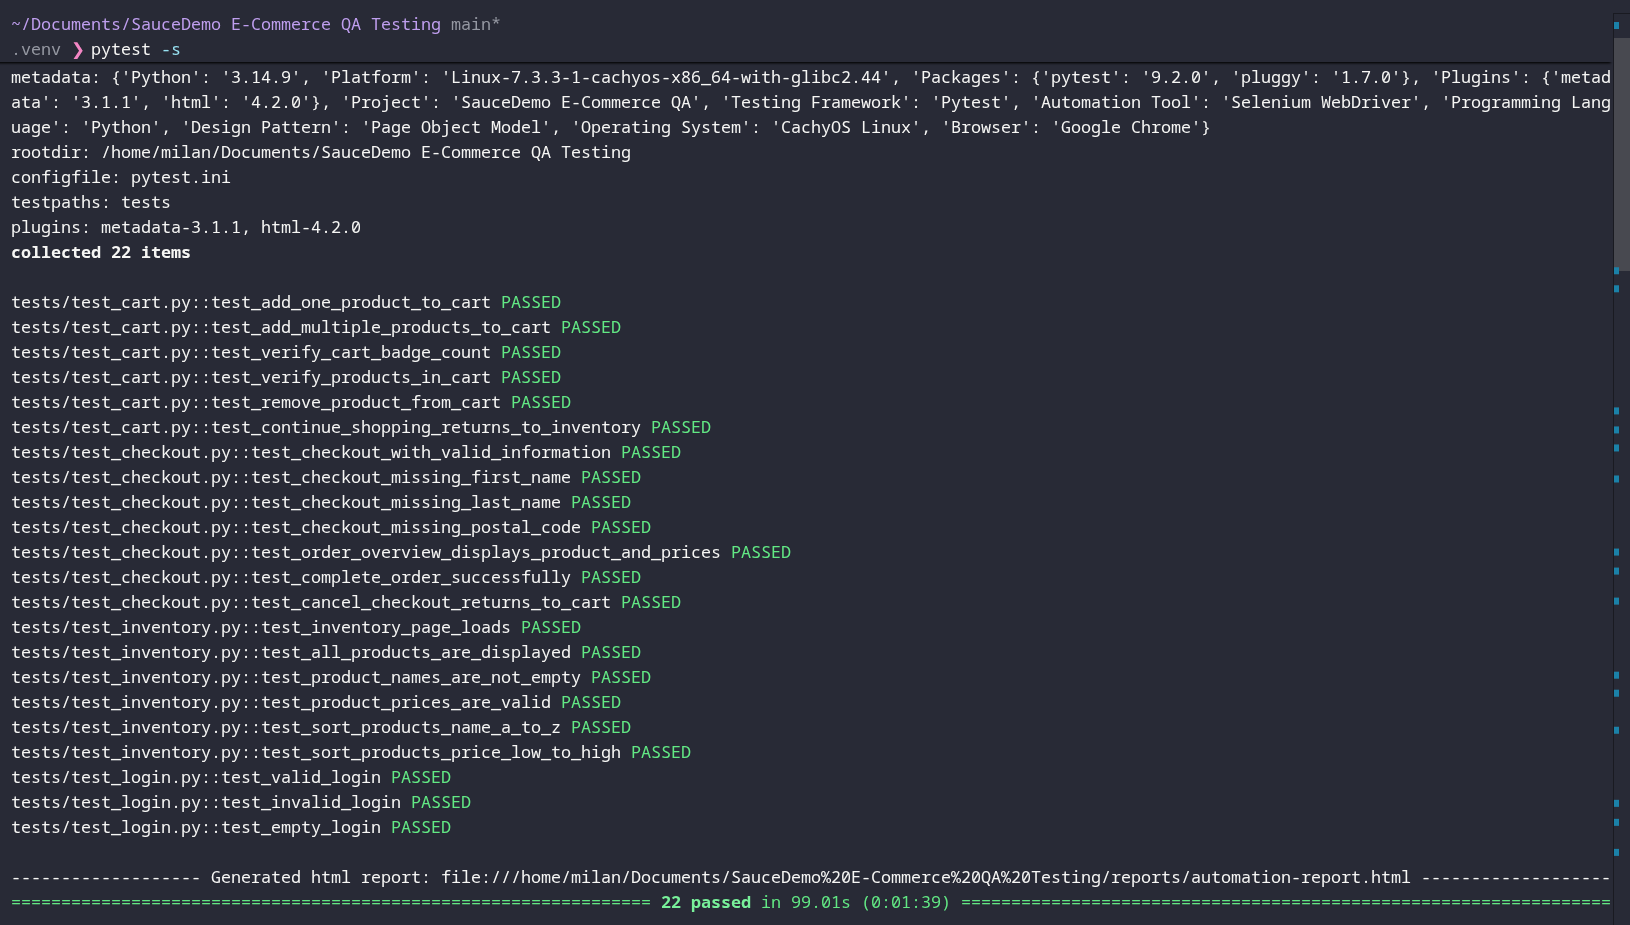 ~/Documents/SauceDemo E-Commerce QA Testing main*
.venv ❯ pytest -s
metadata: {'Python': '3.14.9', 'Platform': 'Linux-7.3.3-1-cachyos-x86_64-with-glibc2.44', 'Packages': {'pytest': '9.2.0', 'pluggy': '1.7.0'}, 'Plugins': {'metad
ata': '3.1.1', 'html': '4.2.0'}, 'Project': 'SauceDemo E-Commerce QA', 'Testing Framework': 'Pytest', 'Automation Tool': 'Selenium WebDriver', 'Programming Lang
uage': 'Python', 'Design Pattern': 'Page Object Model', 'Operating System': 'CachyOS Linux', 'Browser': 'Google Chrome'}
rootdir: /home/milan/Documents/SauceDemo E-Commerce QA Testing
configfile: pytest.ini
testpaths: tests
plugins: metadata-3.1.1, html-4.2.0
collected 22 items
tests/test_cart.py::test_add_one_product_to_cart PASSED
tests/test_cart.py::test_add_multiple_products_to_cart PASSED
tests/test_cart.py::test_verify_cart_badge_count PASSED
tests/test_cart.py::test_verify_products_in_cart PASSED
tests/test_cart.py::test_remove_product_from_cart PASSED
tests/test_cart.py::test_continue_shopping_returns_to_inventory PASSED
tests/test_checkout.py::test_checkout_with_valid_information PASSED
tests/test_checkout.py::test_checkout_missing_first_name PASSED
tests/test_checkout.py::test_checkout_missing_last_name PASSED
tests/test_checkout.py::test_checkout_missing_postal_code PASSED
tests/test_checkout.py::test_order_overview_displays_product_and_prices PASSED
tests/test_checkout.py::test_complete_order_successfully PASSED
tests/test_checkout.py::test_cancel_checkout_returns_to_cart PASSED
tests/test_inventory.py::test_inventory_page_loads PASSED
tests/test_inventory.py::test_all_products_are_displayed PASSED
tests/test_inventory.py::test_product_names_are_not_empty PASSED
tests/test_inventory.py::test_product_prices_are_valid PASSED
tests/test_inventory.py::test_sort_products_name_a_to_z PASSED
tests/test_inventory.py::test_sort_products_price_low_to_high PASSED
tests/test_login.py::test_valid_login PASSED
tests/test_login.py::test_invalid_login PASSED
tests/test_login.py::test_empty_login PASSED
------------------- Generated html report: file:///home/milan/Documents/SauceDemo%20E-Commerce%20QA%20Testing/reports/automation-report.html -------------------
================================================================ 22 passed in 99.01s (0:01:39) =================================================================